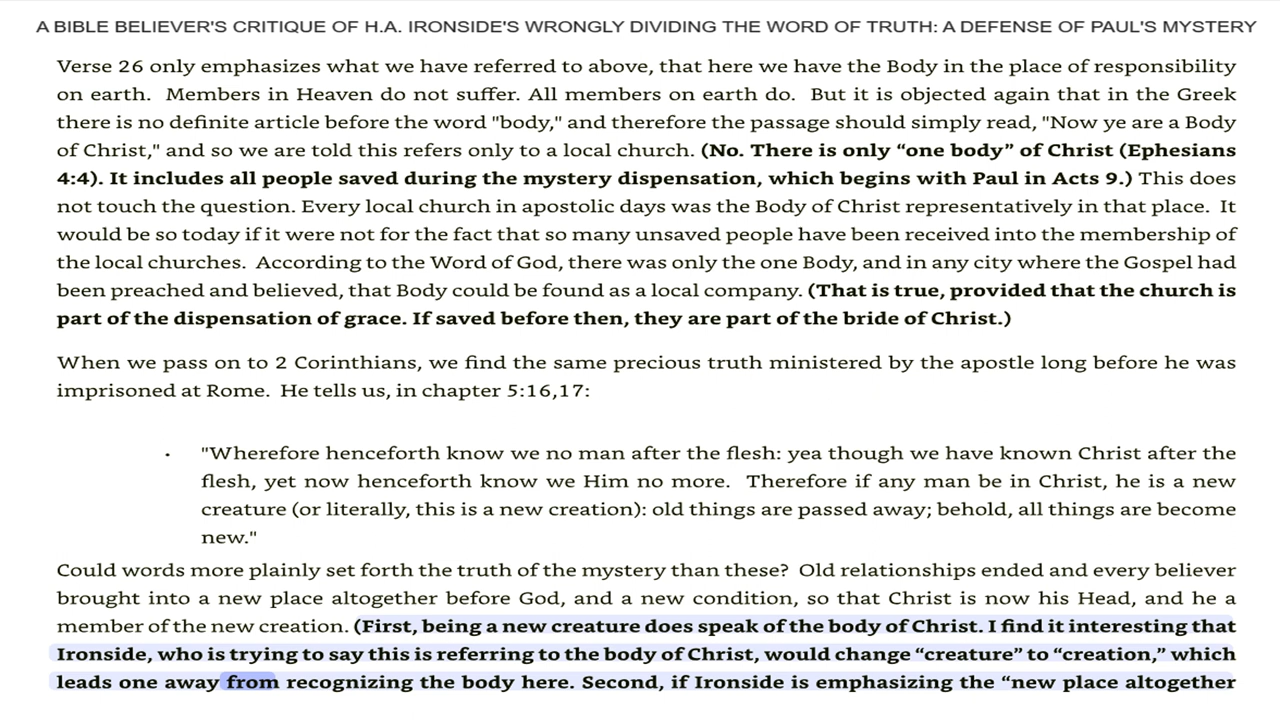 A BIBLE BELIEVER'S CRITIQUE OF H.A. IRONSIDE'S WRONGLY DIVIDING THE WORD OF TRUTH: A DEFENSE OF PAUL'S MYSTERY
Verse 26 only emphasizes what we have referred to above, that here we have the Body in the place of responsibility
on earth. Members in Heaven do not suffer. All members on earth do. But it is objected again that in the Greek
there is no definite article before the word "body," and therefore the passage should simply read, "Now ye are a Body
of Christ," and so we are told this refers only to a local church. (No. There is only “one body” of Christ (Ephesians
4:4). It includes all people saved during the mystery dispensation, which begins with Paul in Acts 9.) This does
not touch the question. Every local church in apostolic days was the Body of Christ representatively in that place. It
would be so today if it were not for the fact that so many unsaved people have been received into the membership of
the local churches. According to the Word of God, there was only the one Body, and in any city where the Gospel had
been preached and believed, that Body could be found as a local company. (That is true, provided that the church is
part of the dispensation of grace. If saved before then, they are part of the bride of Christ.)
When we pass on to 2 Corinthians, we find the same precious truth ministered by the apostle long before he was
imprisoned at Rome. He tells us, in chapter 5:16,17:
· "Wherefore henceforth know we no man after the flesh: yea though we have known Christ after the
flesh, yet now henceforth know we Him no more. Therefore if any man be in Christ, he is a new
creature (or literally, this is a new creation): old things are passed away; behold, all things are become
new."
Could words more plainly set forth the truth of the mystery than these? Old relationships ended and every believer
brought into a new place altogether before God, and a new condition, so that Christ is now his Head, and he a
member of the new creation. (First, being a new creature does speak of the body of Christ. I find it interesting that
Ironside, who is trying to say this is referring to the body of Christ, would change “creature” to “creation,” which
leads one away from recognizing the body here. Second, if Ironside is emphasizing the “new place altogether